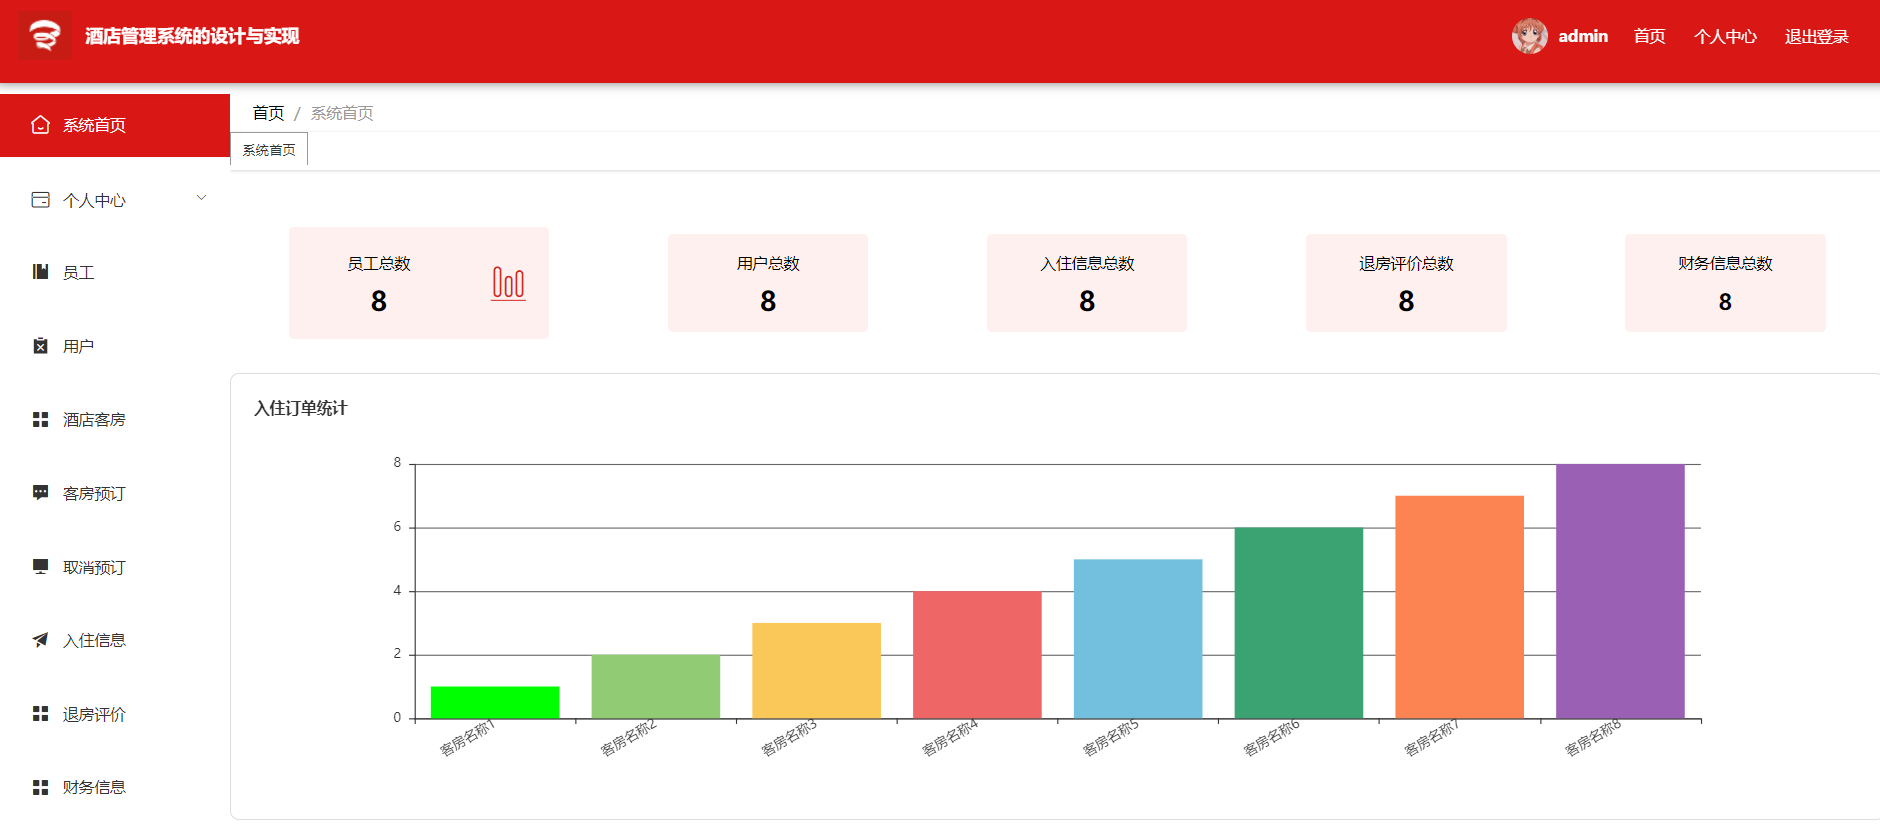 酒店管理系统的设计与实现
admin 首页 个人中心 退出登录
系统首页
个人中心
员工
用户
酒店客房
客房预订
取消预订
入住信息
退房评价
财务信息
首页 / 系统首页
系统首页
员工总数
8
用户总数
8
入住信息总数
8
退房评价总数
8
财务信息总数
8
入住订单统计
8
6
4
2
0
客房名称1
客房名称2
客房名称3
客房名称4
客房名称5
客房名称6
客房名称7
客房名称8